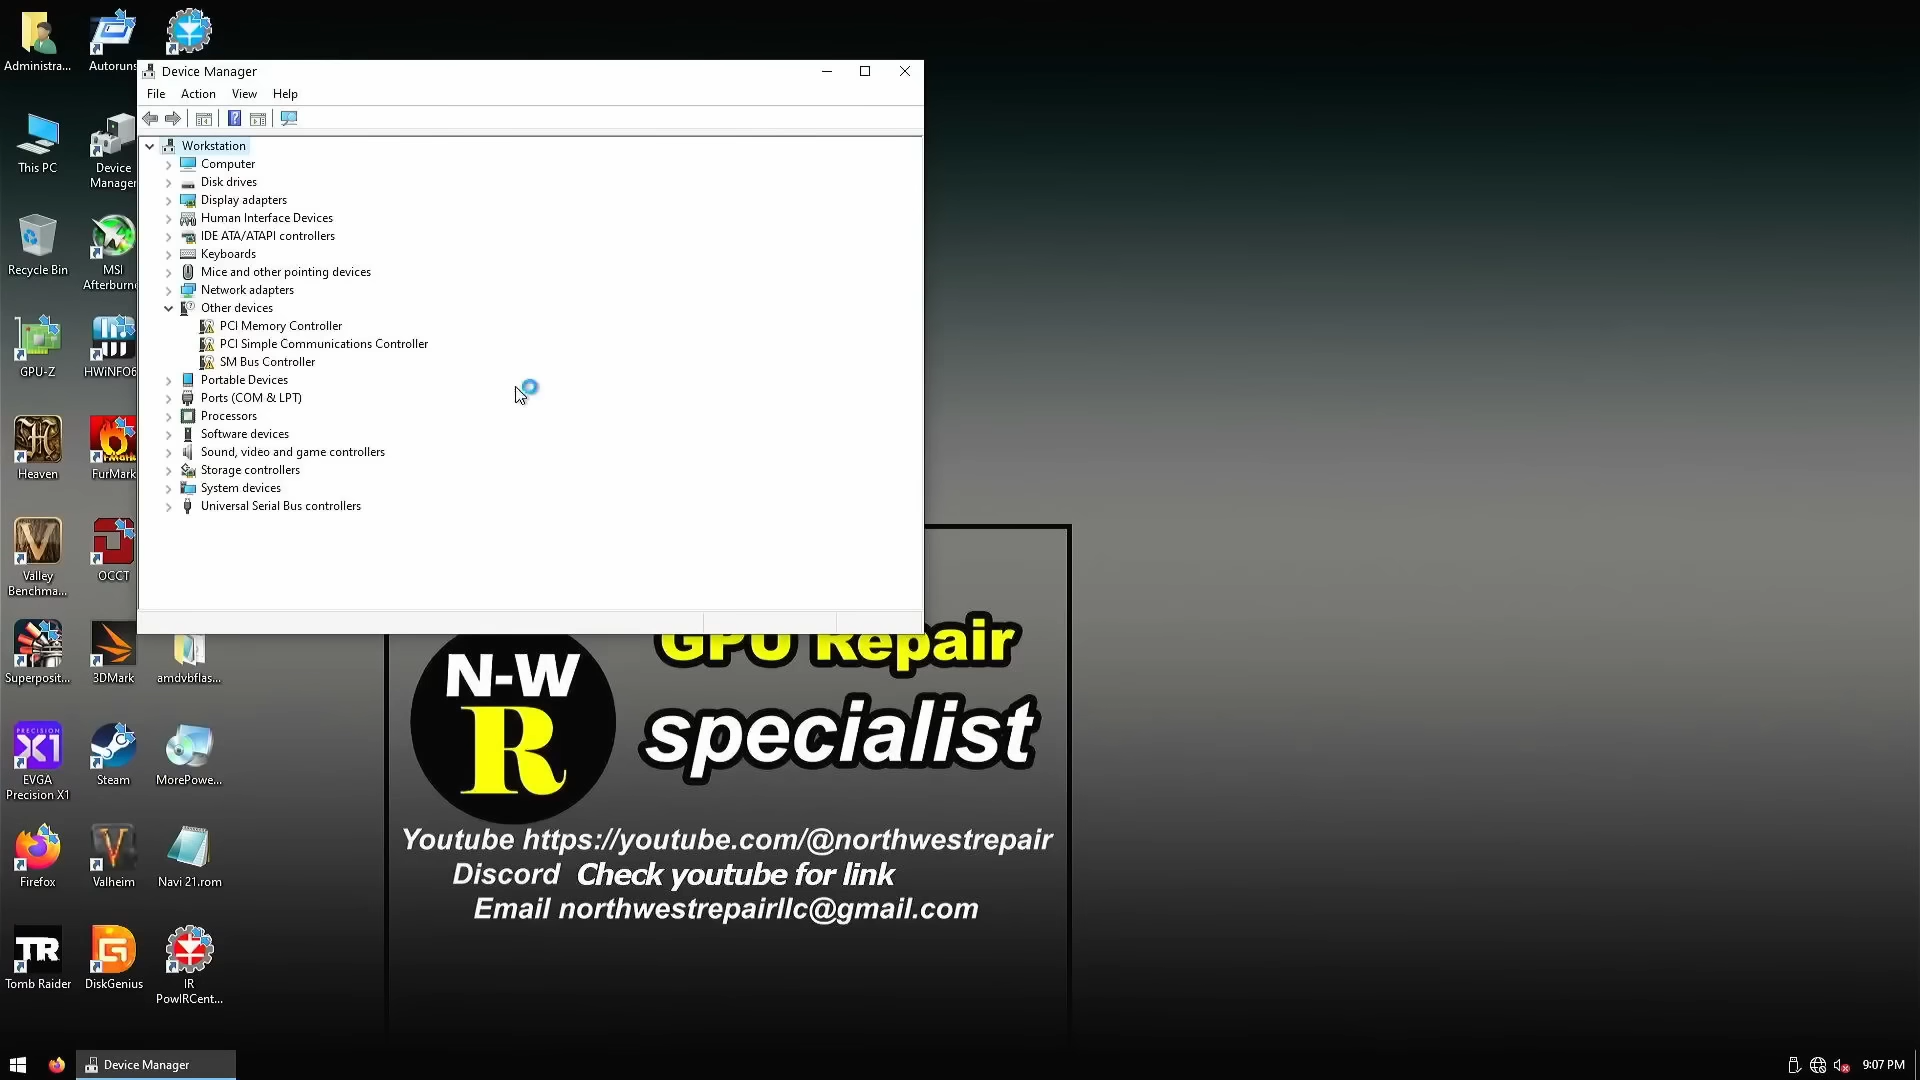 Administra...
Autoruns
Device Manager
File Action View Help
Workstation
Computer
Disk drives
Display adapters
Human Interface Devices
IDE ATA/ATAPI controllers
Keyboards
Mice and other pointing devices
Network adapters
Other devices
PCI Memory Controller
PCI Simple Communications Controller
SM Bus Controller
Portable Devices
Ports (COM & LPT)
Processors
Software devices
Sound, video and game controllers
Storage controllers
System devices
Universal Serial Bus controllers
This PC
Device
Manager
Recycle Bin
MSI
Afterburne
GPU-Z
HWiNFO6
Heaven
FurMark
Valley
Benchma...
OCCT
Superposit...
3DMark
amdvbflas...
EVGA
Precision X1
Steam
MorePowe...
Firefox
Valheim
Navi 21.rom
Tomb Raider
DiskGenius
IR
PowIRCent...
N-W
R
GPU Repair
specialist
Youtube https://youtube.com/@northwestrepair
Discord Check youtube for link
Email northwestrepairllc@gmail.com
Device Manager
9:07 PM